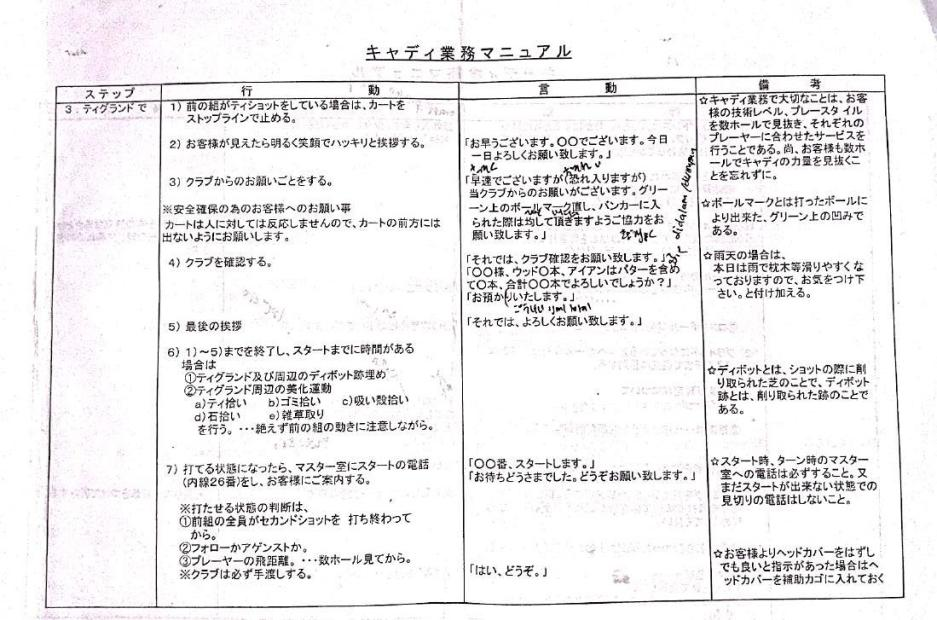 キャディ業務マニュアル
ステップ
行 動
言 動
備 考
3．ティグランドで
1）前の組がティショットをしている場合は、カートを
ストップラインで止める。
2）お客様が見えたら明るく笑顔でハッキリと挨拶する。
3）クラブからのお願いごとをする。
※安全確保の為のお客様へのお願い事
カートは人に対しては反応しませんので、カートの前方には
出ないようにお願いします。
4）クラブを確認する。
5）最後の挨拶
6）1）～5）までを終了し、スタートまでに時間がある
場合は
①ティグランド及び周辺のディボット跡埋め
②ティグランド周辺の美化運動
a）ティ拾い b）ゴミ拾い c）吸い殻拾い
d）石拾い e）雑草取り
を行う。・・・絶えず前の組の動きに注意しながら。
7）打てる状態になったら、マスター室にスタートの電話
（内線26番）をし、お客様にご案内する。
※打たせる状態の判断は、
①前組の全員がセカンドショットを 打ち終わって
から。
②フォローかアゲンストか。
③プレーヤーの飛距離。・・・数ホール見てから。
※クラブは必ず手渡しする。
「お早うございます。〇〇でございます。今日
一日よろしくお願い致します。」
「早速でございますが（恐れ入りますが）
当クラブからのお願いがございます。グリー
ン上のボールマーク直し、バンカーに入
られた際は均して頂きますようご協力をお
願い致します。」
「それでは、クラブ確認をお願い致します。」
「〇〇様、ウッド〇本、アイアンはパターを含め
て〇本、合計〇〇本でよろしいでしょうか？」
「お預かりいたします。」
「それでは、よろしくお願い致します。」
「〇〇番、スタートします。」
「お待ちどうさまでした。どうぞお願い致します。」
「はい、どうぞ。」
☆キャディ業務で大切なことは、お客
様の技術レベル、プレースタイル
を数ホールで見抜き、それぞれの
プレーヤーに合わせたサービスを
行うことである。尚、お客様も数ホ
ールでキャディの力量を見抜くこ
とを忘れずに。
☆ボールマークとは打ったボールに
より出来た、グリーン上の凹みで
ある。
☆雨天の場合は、
本日は雨で枕木等滑りやすくな
っておりますので、お気をつけ下
さい。と付け加える。
☆ディボットとは、ショットの際に削
り取られた芝のことで、ディボット
跡とは、削り取られた跡のことで
ある。
☆スタート時、ターン時のマスター
室への電話は必ずすること。又
まだスタートが出来ない状態での
見切りの電話はしないこと。
☆お客様よりヘッドカバーをはずし
ても良いと指示があった場合はヘ
ッドカバーを補助カゴに入れておく